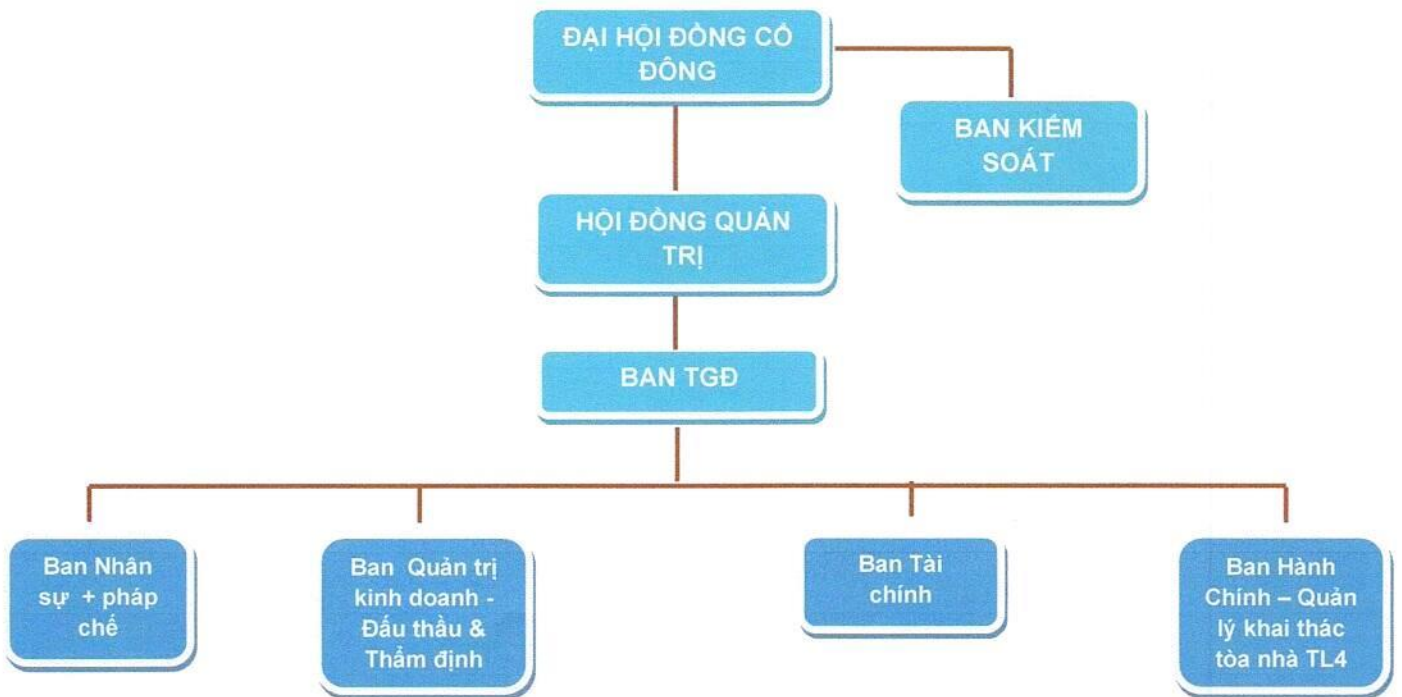 ĐẠI HỘI ĐỒNG CỔ
ĐÔNG
BAN KIỂM
SOÁT
HỘI ĐỒNG QUẢN
TRỊ
BAN TGĐ
Ban Nhân
sự + pháp
chế
Ban Quản trị
kinh doanh -
Đấu thầu &
Thẩm định
Ban Tài
chính
Ban Hành
Chính – Quản
lý khai thác
tòa nhà TL4